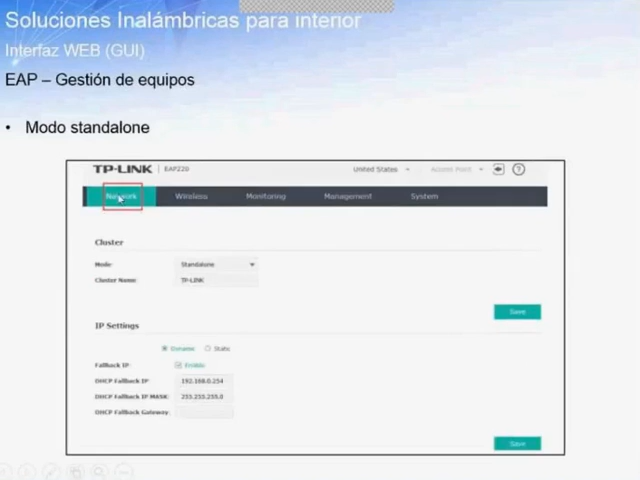 Soluciones Inalámbricas para interior
Interfaz WEB (GUI)
EAP – Gestión de equipos
• Modo standalone
TP-LINK | EAP220 United States Access Point ?
Network Wireless Monitoring Management System
Cluster
Mode: Standalone
Cluster Name: TP-LINK
Save
IP Settings
Dynamic Static
Fallback IP: Enable
DHCP Fallback IP: 192.168.0.254
DHCP Fallback IP MASK: 255.255.255.0
DHCP Fallback Gateway:
Save